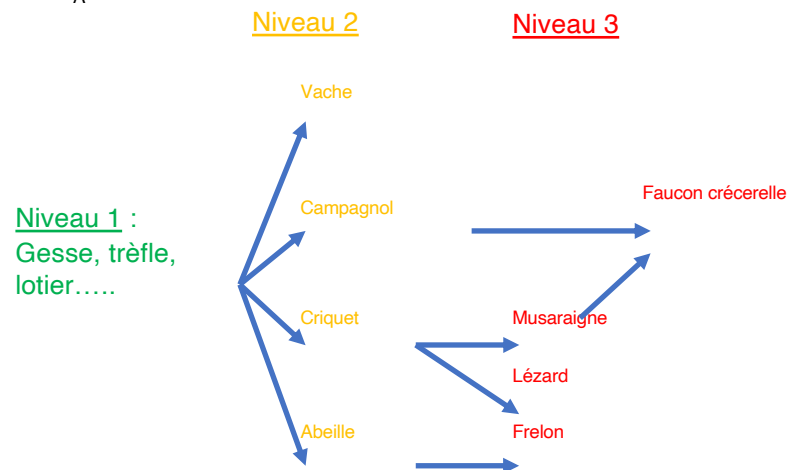 A
Niveau 2
Niveau 3
Vache
Faucon crécerelle
Campagnol
Niveau 1 :
Gesse, trèfle,
lotier…..
Criquet
Musaraigne
Lézard
Abeille
Frelon